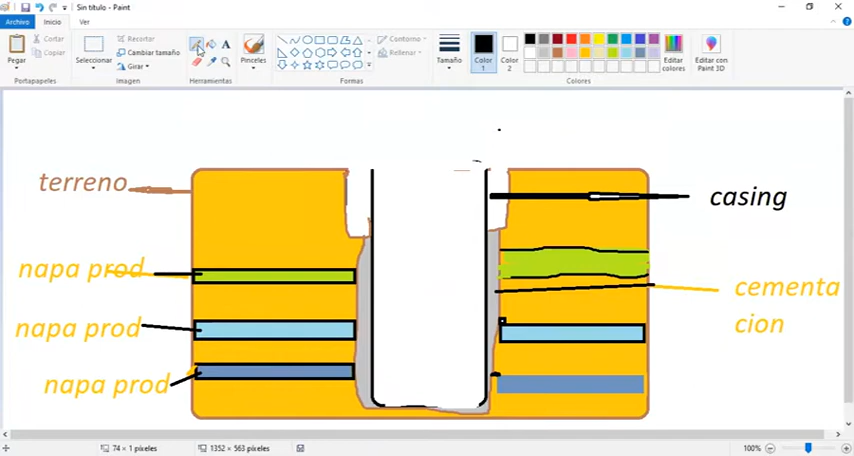 Sin título - Paint
Archivo Inicio Ver
Pegar
Cortar
Copiar
Portapapeles
Seleccionar
Recortar
Cambiar tamaño
Girar
Imagen
A
Herramientas
Pinceles
Contorno
Rellenar
Formas
Tamaño
Color 1
Color 2
Editar colores
Editar con Paint 3D
Colores
terreno
casing
napa prod
cementa
cion
napa prod
napa prod
74 × 1 píxeles
1352 × 563 píxeles
100%